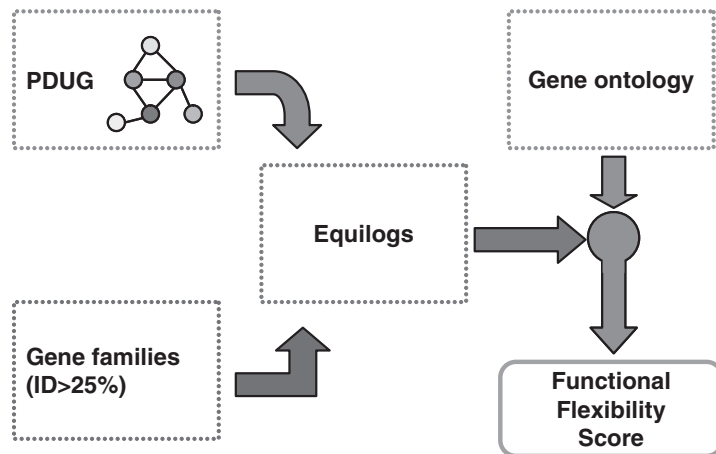 PDUG
Gene ontology
Equilogs
Gene families
(ID>25%)
Functional
Flexibility
Score